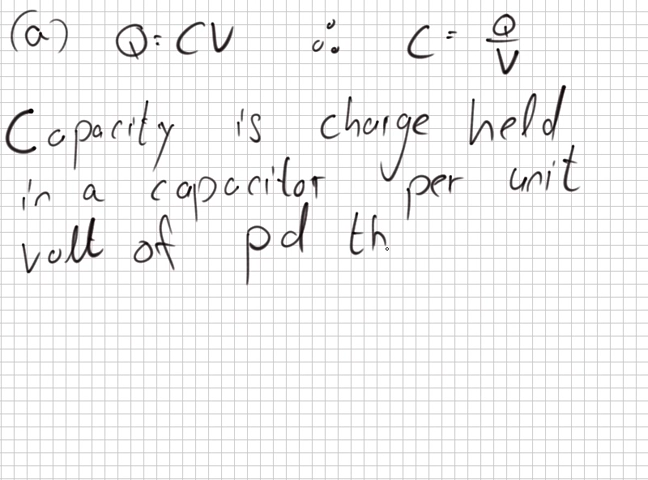 (a) Q = CV ∴ C = Q/V
Capacity is charge held
in a capacitor per unit
volt of pd th